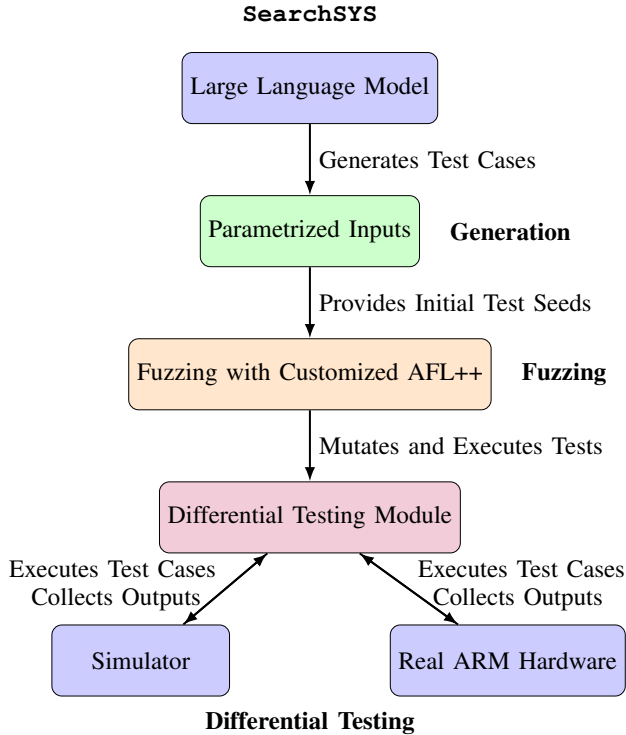 SearchSYS
Large Language Model
Generates Test Cases
Parametrized Inputs
Generation
Provides Initial Test Seeds
Fuzzing with Customized AFL++
Fuzzing
Mutates and Executes Tests
Differential Testing Module
Executes Test Cases
Collects Outputs
Executes Test Cases
Collects Outputs
Simulator
Real ARM Hardware
Differential Testing